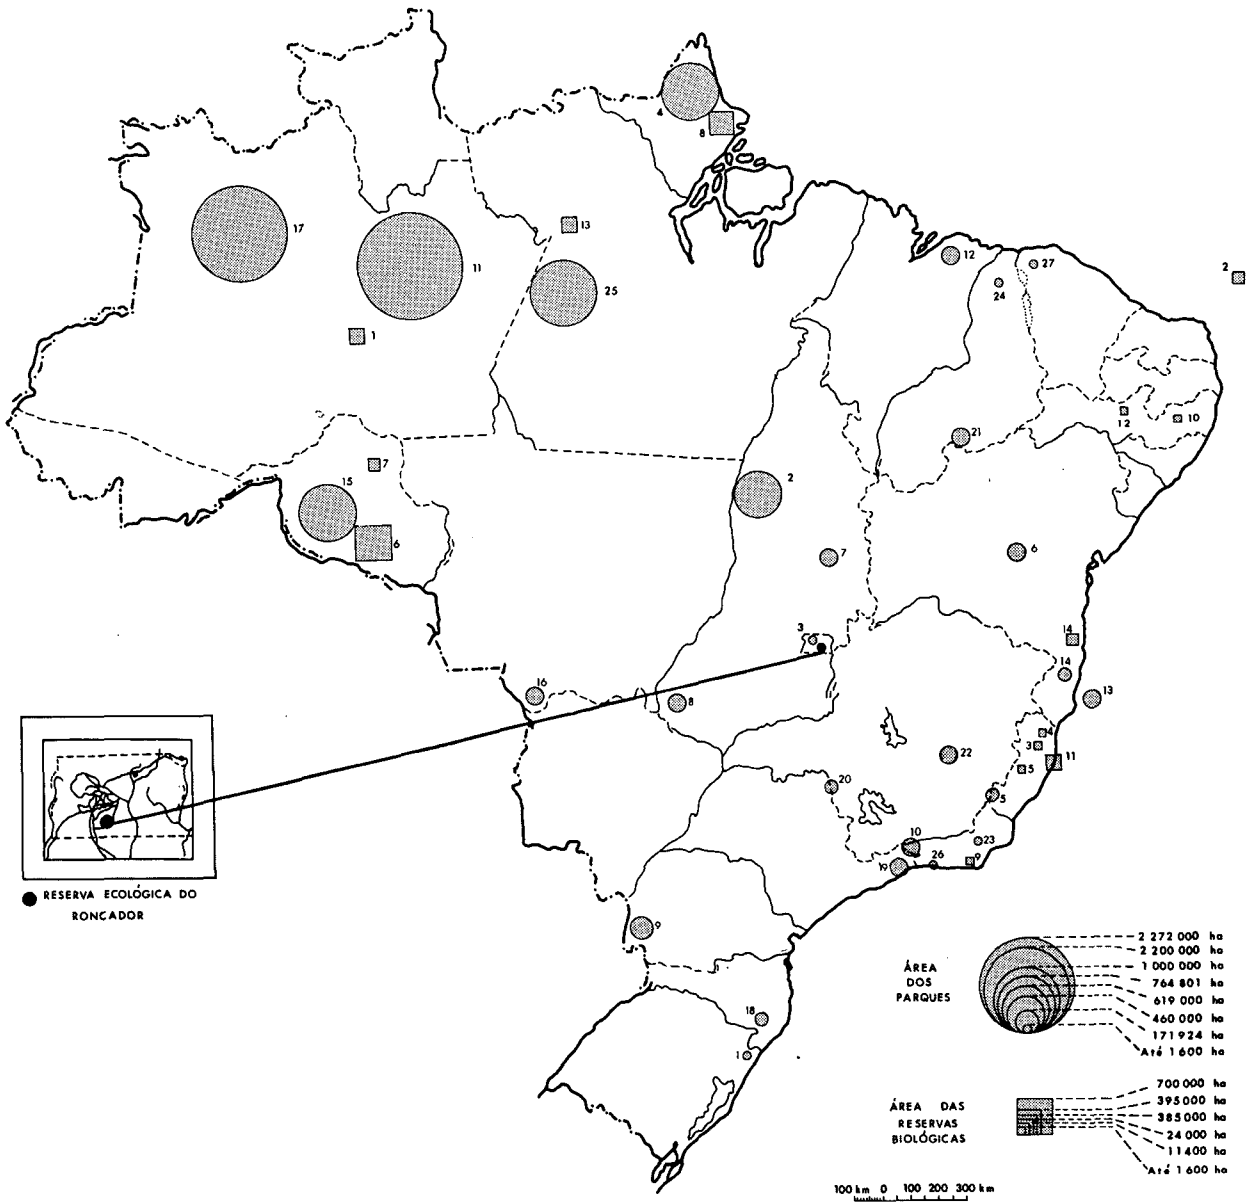 4
8
17
13
11
25
12
27
2
24
1
12
10
21
7
15
2
6
7
6
3
14
14
16
8
13
4
3
11
5
22
20
5
10
23
26
9
19
RESERVA ECOLÓGICA DO
RONCADOR
9
18
1
ÁREA
DOS
PARQUES
2 272 000 ha
2 200 000 ha
1 000 000 ha
764 801 ha
619 000 ha
460 000 ha
171 924 ha
Até 1 600 ha
ÁREA DAS
RESERVAS
BIOLÓGICAS
700 000 ha
395 000 ha
385 000 ha
24 000 ha
11 400 ha
Até 1 600 ha
100 km 0 100 200 300 km